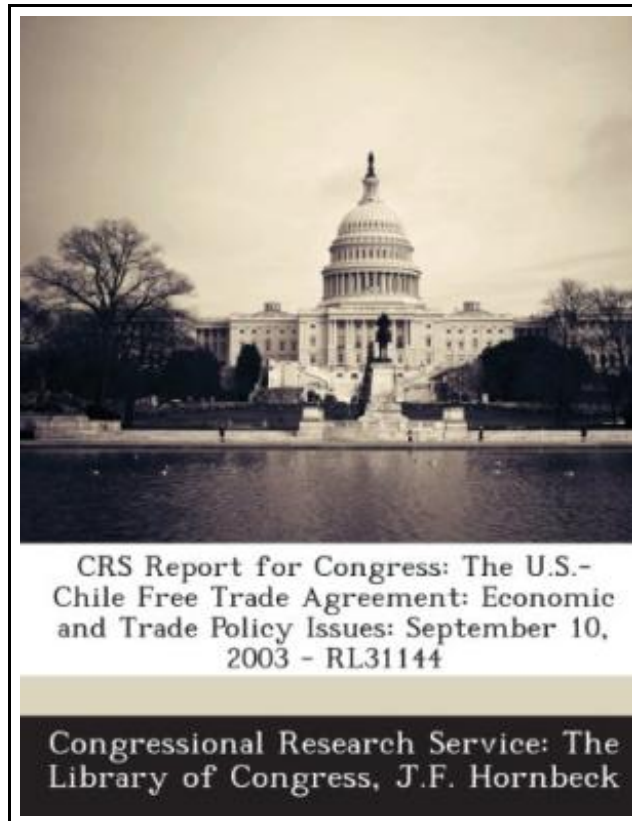 CRS Report for Congress: The U.S.-
Chile Free Trade Agreement: Economic
and Trade Policy Issues: September 10,
2003 - RL31144
Congressional Research Service: The
Library of Congress, J.F. Hornbeck